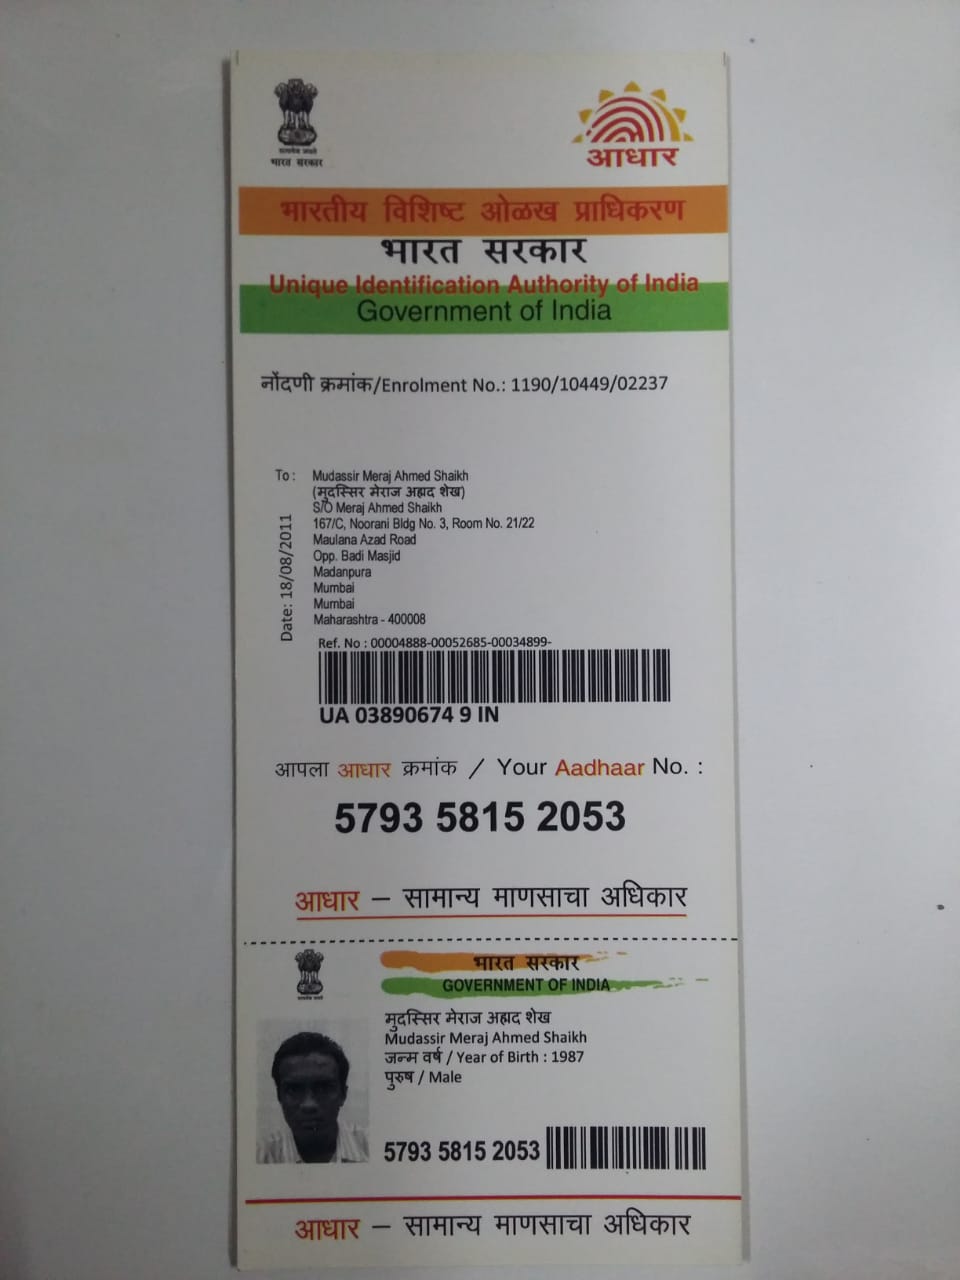 सत्यमेव जयते
भारत सरकार
आधार
भारतीय विशिष्ट ओळख प्राधिकरण
भारत सरकार
Unique Identification Authority of India
Government of India
नोंदणी क्रमांक/Enrolment No.: 1190/10449/02237
To : Mudassir Meraj Ahmed Shaikh
(मुदस्सिर मेराज अह्मद शेख)
S/O Meraj Ahmed Shaikh
167/C, Noorani Bldg No. 3, Room No. 21/22
Maulana Azad Road
Opp. Badi Masjid
Madanpura
Mumbai
Mumbai
Maharashtra - 400008
Date: 18/08/2011
Ref. No : 00004888-00052685-00034899-
UA 03890674 9 IN
आपला आधार क्रमांक / Your Aadhaar No. :
5793 5815 2053
आधार – सामान्य माणसाचा अधिकार
भारत सरकार
GOVERNMENT OF INDIA
मुदस्सिर मेराज अह्मद शेख
Mudassir Meraj Ahmed Shaikh
जन्म वर्ष / Year of Birth : 1987
पुरुष / Male
5793 5815 2053
आधार – सामान्य माणसाचा अधिकार